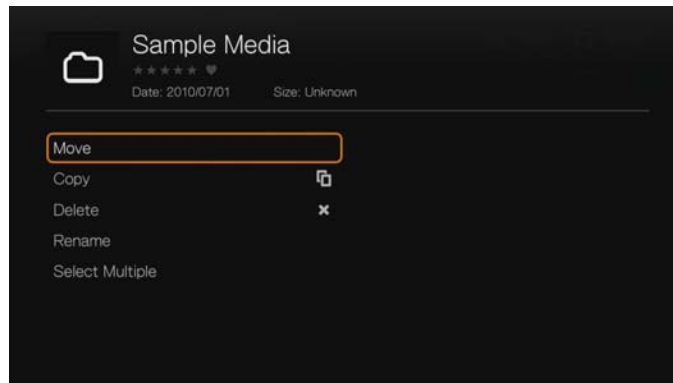 Sample Media
Date: 2010/07/01 Size: Unknown
Move
Copy
Delete
Rename
Select Multiple